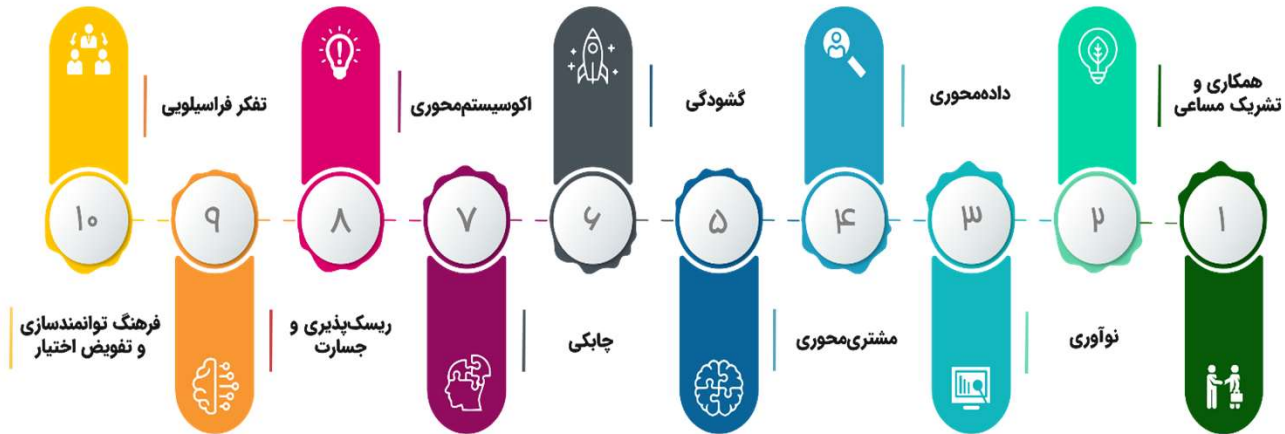 ۱
همکاری و
تشریک مساعی
۲
نوآوری
۳
داده‌محوری
۴
مشتری‌محوری
۵
گشودگی
۶
چابکی
۷
اکوسیستم‌محوری
۸
ریسک‌پذیری و
جسارت
۹
تفکر فراسیلویی
۱۰
فرهنگ توانمندسازی
و تفویض اختیار